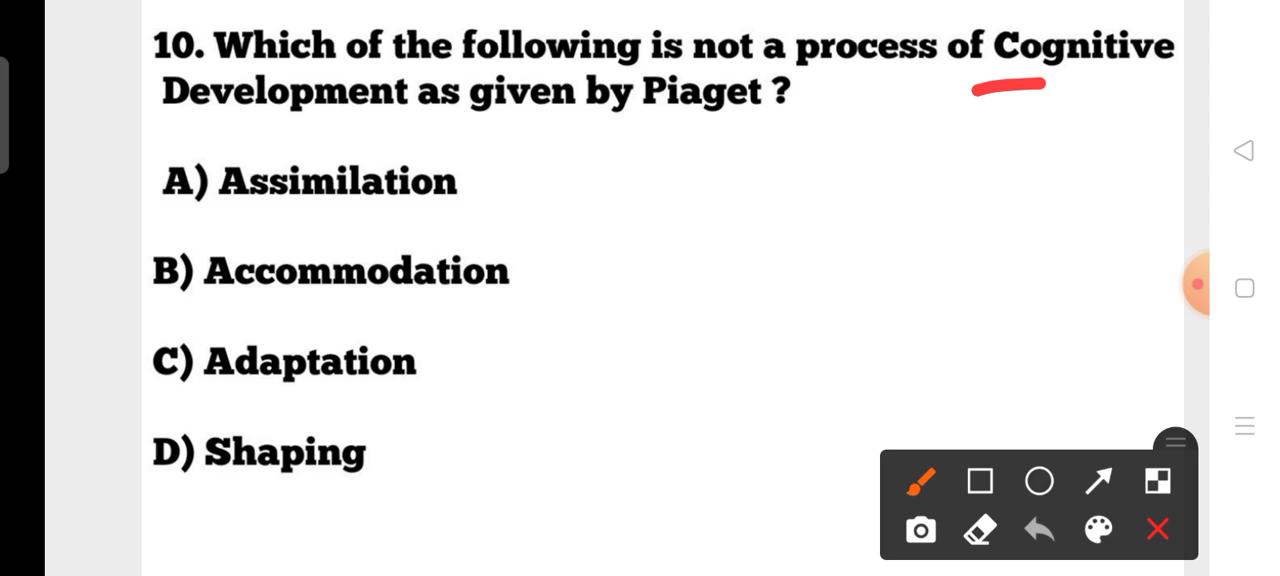 10. Which of the following is not a process of Cognitive
Development as given by Piaget ?
A) Assimilation
B) Accommodation
C) Adaptation
D) Shaping